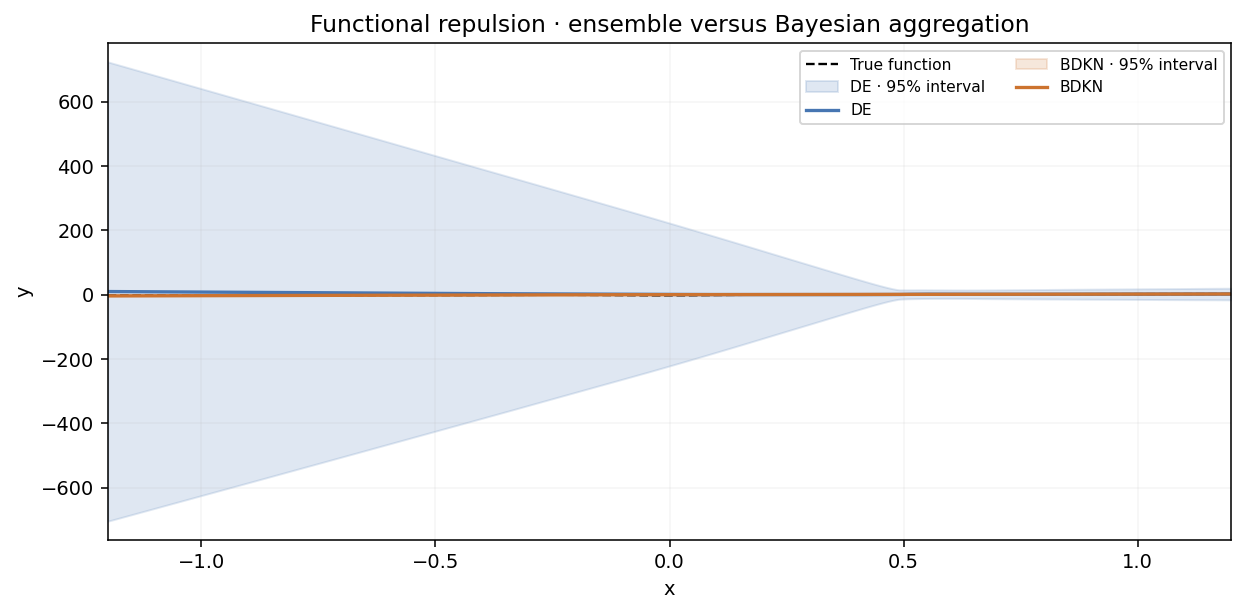 Functional repulsion · ensemble versus Bayesian aggregation
True function
DE · 95% interval
DE
BDKN · 95% interval
BDKN
y
600
400
200
0
−200
−400
−600
−1.0
−0.5
0.0
0.5
1.0
x